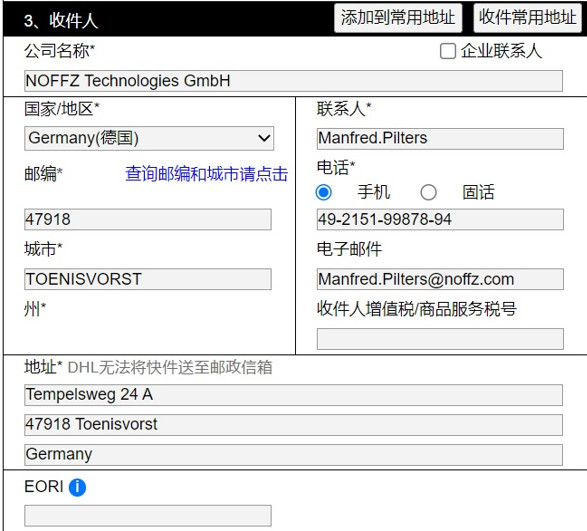 3、收件人
添加到常用地址
收件常用地址
公司名称*
企业联系人
NOFFZ Technologies GmbH
国家/地区*
Germany(德国)
邮编*
查询邮编和城市请点击
47918
城市*
TOENISVORST
州*
联系人*
Manfred.Pilters
电话*
手机
固话
49-2151-99878-94
电子邮件
Manfred.Pilters@noffz.com
收件人增值税/商品服务税号
地址* DHL无法将快件送至邮政信箱
Tempelsweg 24 A
47918 Toenisvorst
Germany
EORI i